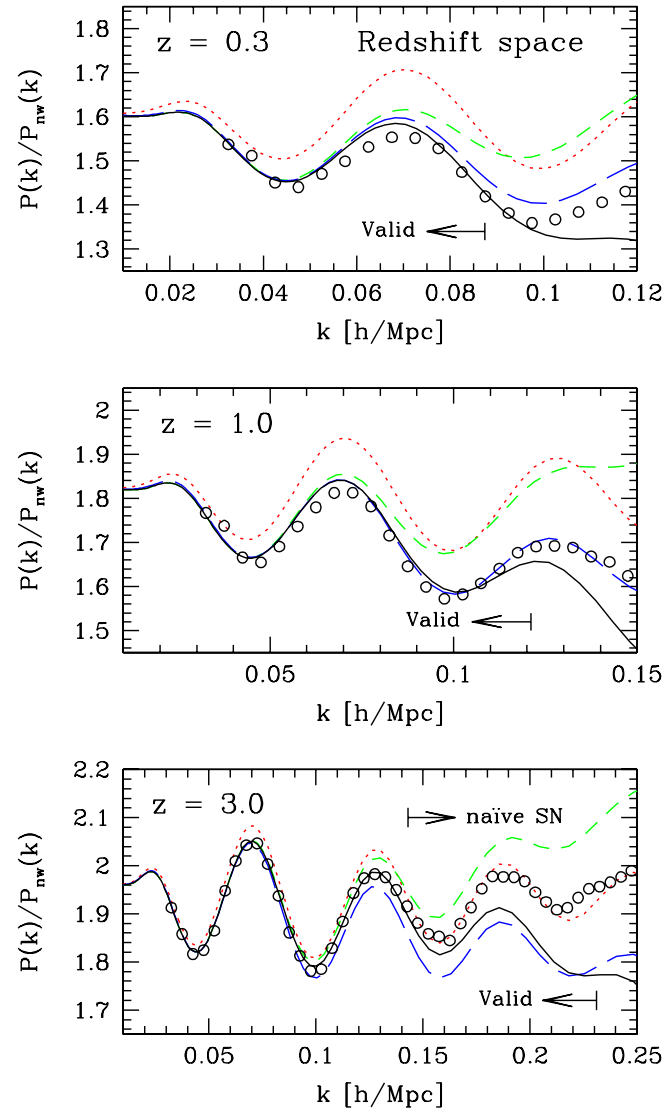 z = 0.3 Redshift space
1.8
1.7
1.6
1.5
1.4
1.3
P(k)/Pnw(k)
Valid
0.02 0.04 0.06 0.08 0.1 0.12
k [h/Mpc]
z = 1.0
2
1.9
1.8
1.7
1.6
1.5
P(k)/Pnw(k)
Valid
0.05 0.1 0.15
k [h/Mpc]
z = 3.0
2.2
2.1
2
1.9
1.8
1.7
P(k)/Pnw(k)
naïve SN
Valid
0.05 0.1 0.15 0.2 0.25
k [h/Mpc]